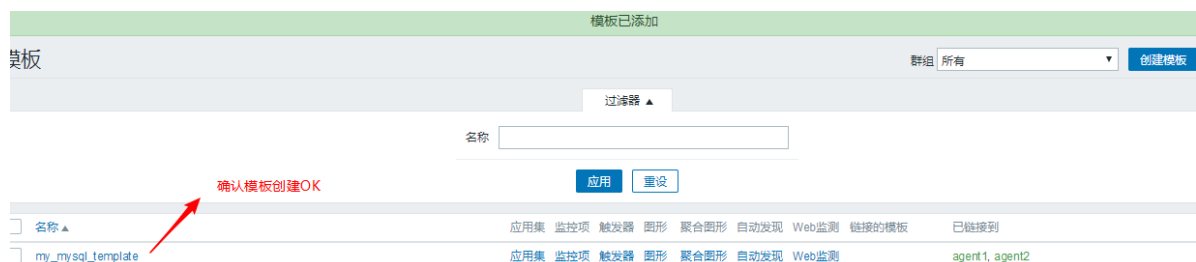 模板已添加
模板
群组 所有 创建模板
过滤器
名称
应用 重设
确认模板创建OK
名称 应用集 监控项 触发器 图形 聚合图形 自动发现 Web监测 链接的模板 已链接到
my_mysql_template 应用集 监控项 触发器 图形 聚合图形 自动发现 Web监测 agent1, agent2